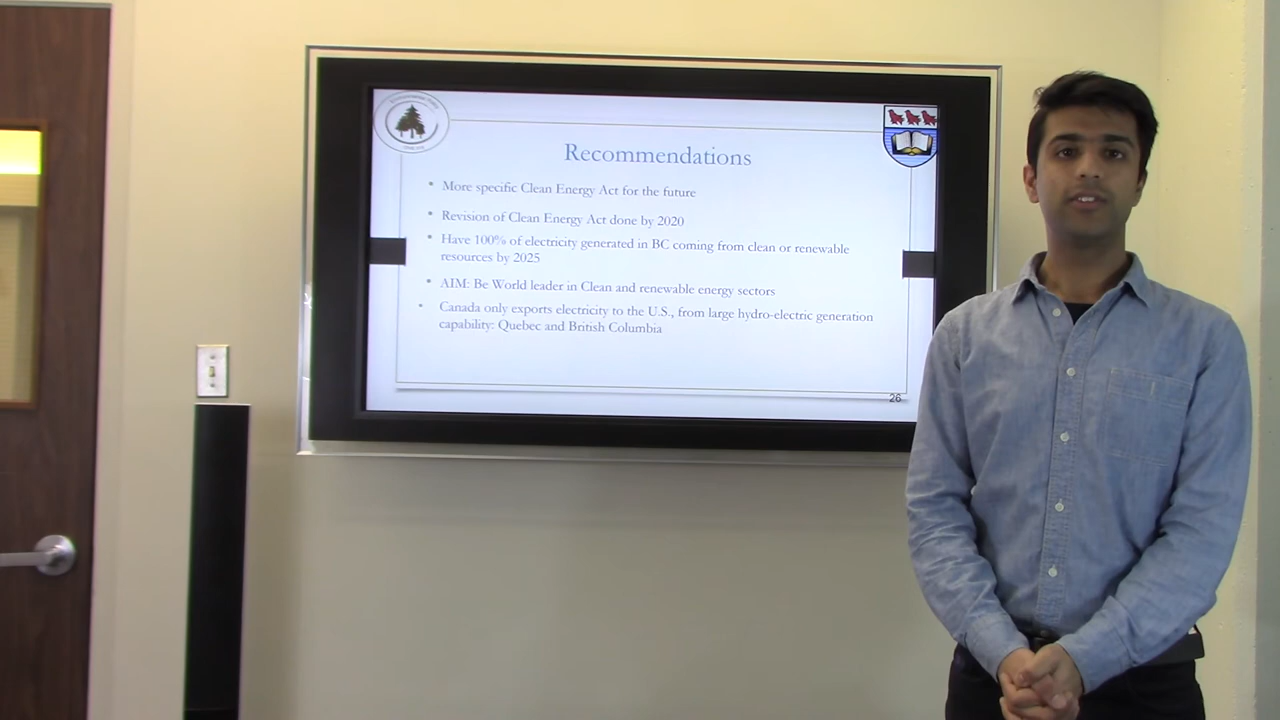 Recommendations
• More specific Clean Energy Act for the future
• Revision of Clean Energy Act done by 2020
• Have 100% of electricity generated in BC coming from clean or renewable
resources by 2025
• AIM: Be World leader in Clean and renewable energy sectors
• Canada only exports electricity to the U.S., from large hydro-electric generation
capability: Quebec and British Columbia
26